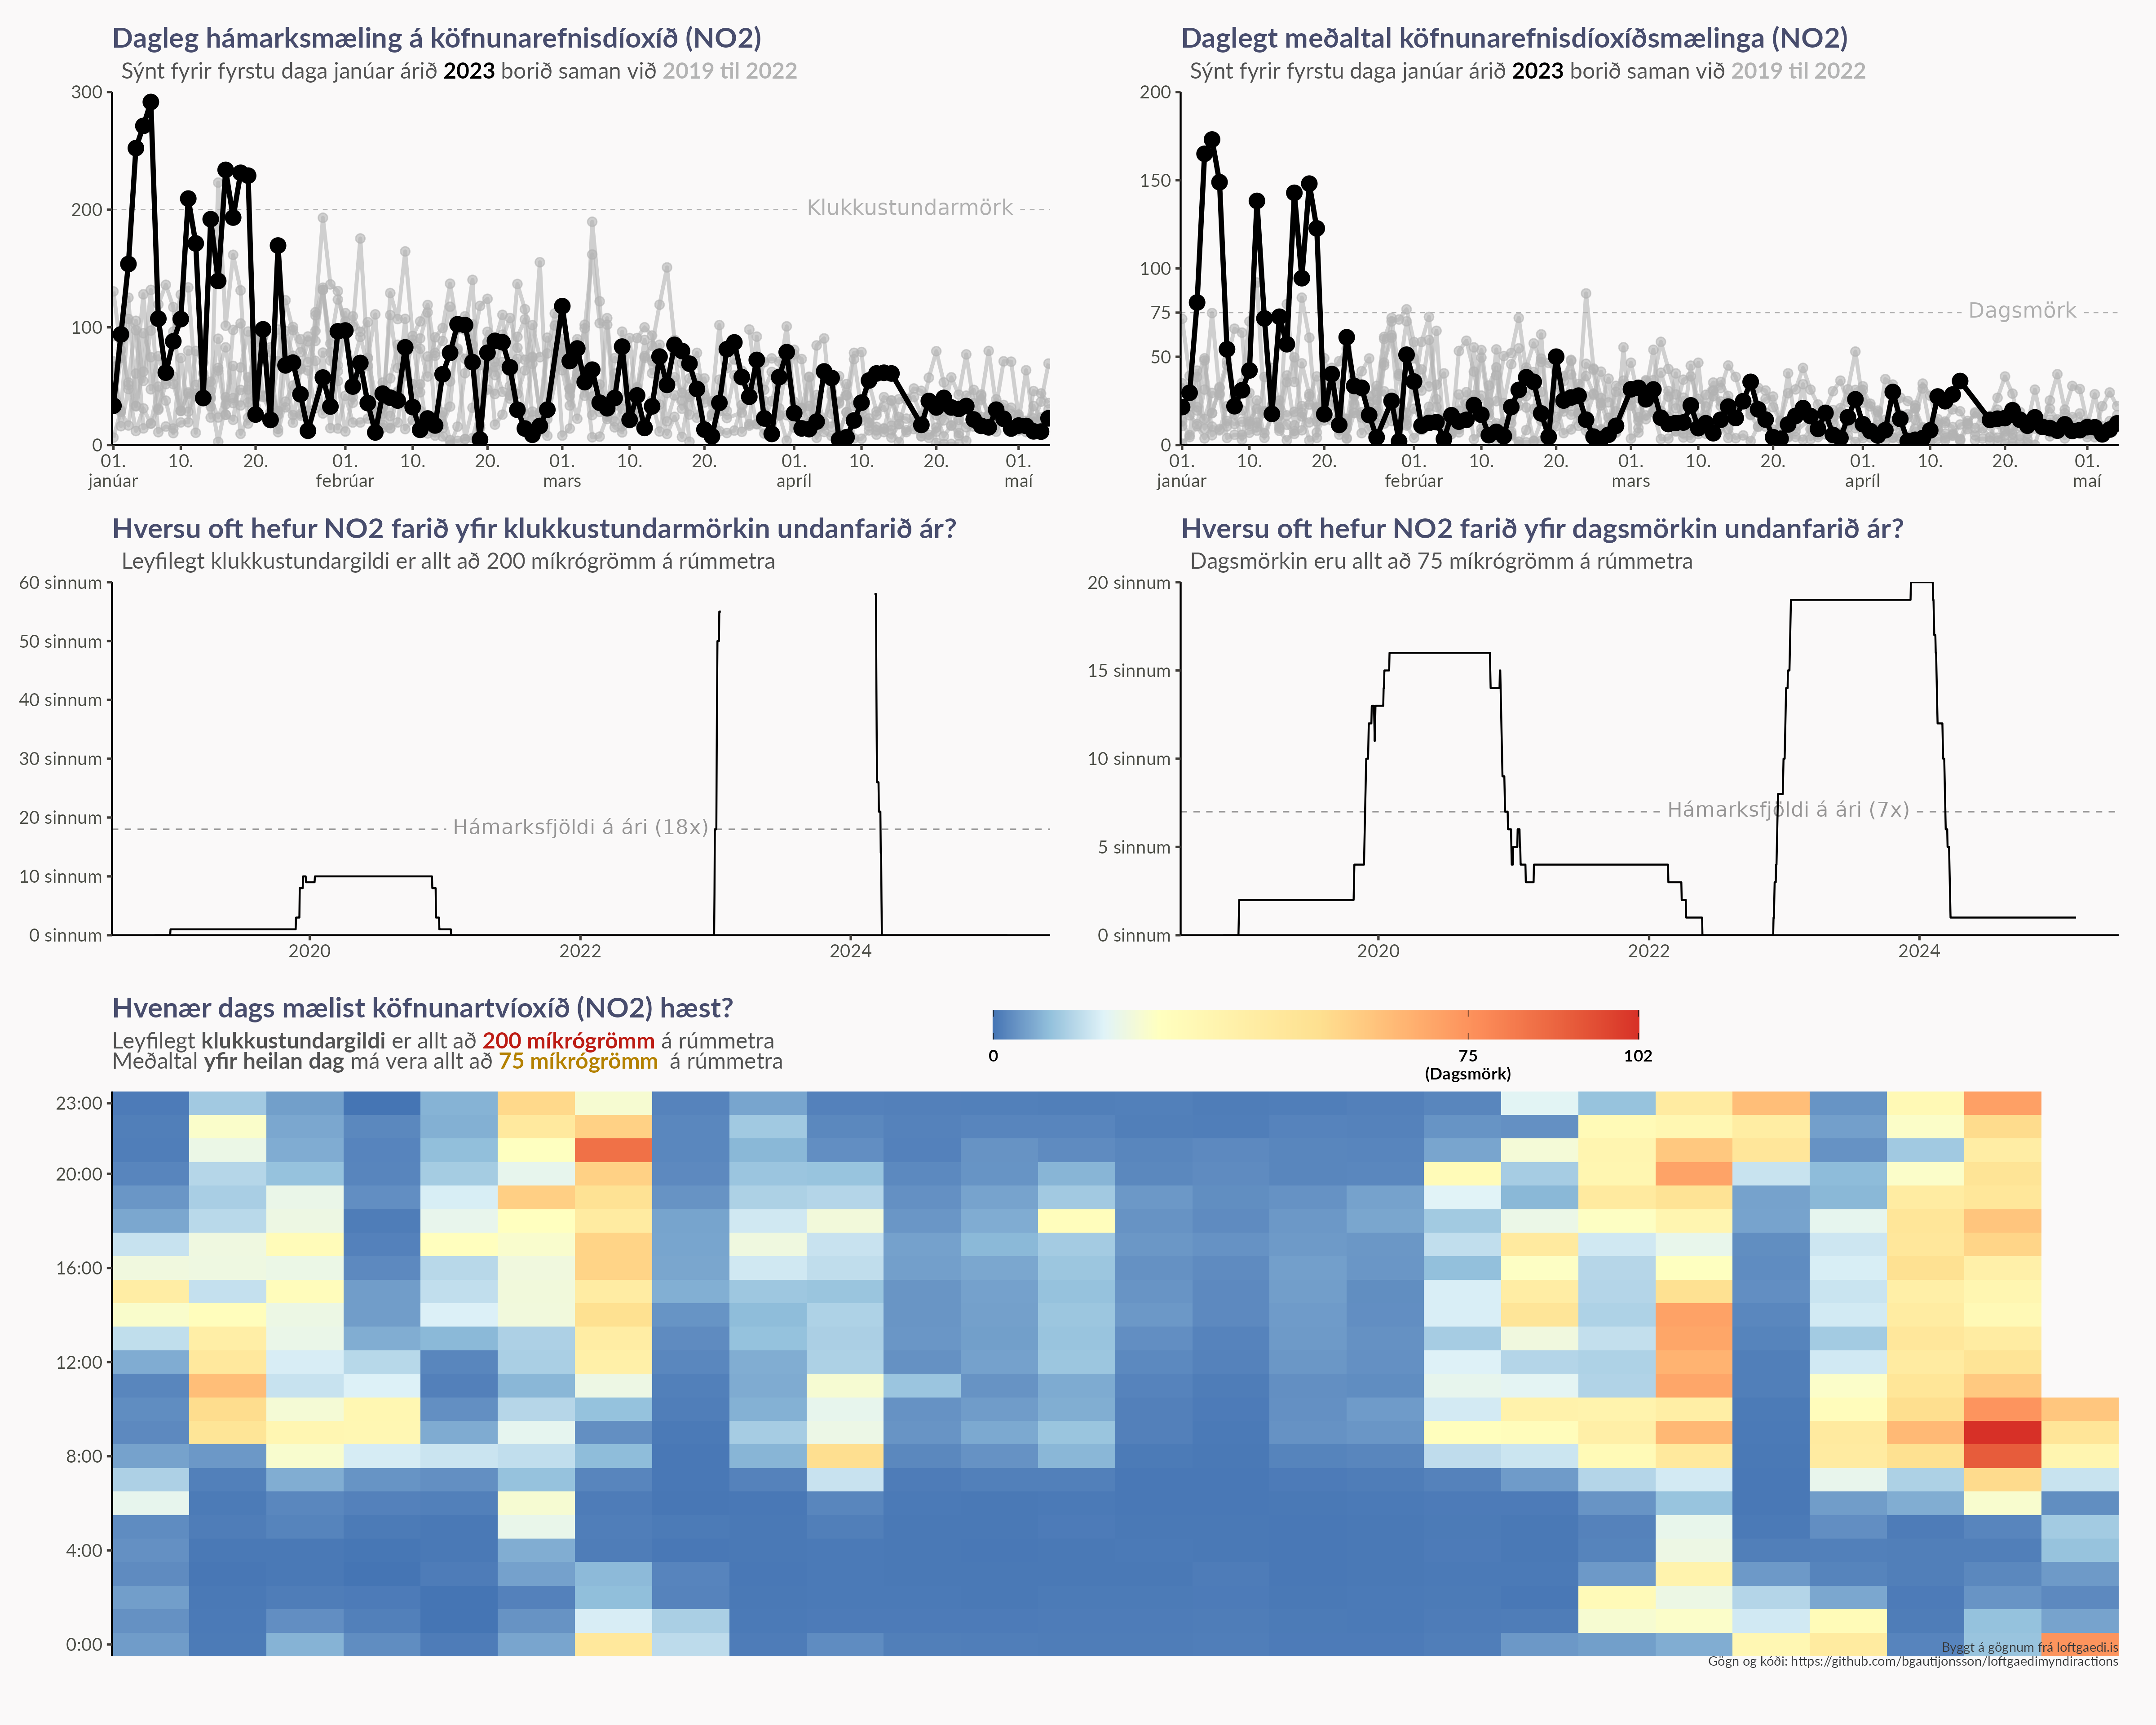 Dagleg hámarksmæling á köfnunarefnisdíoxíð (NO2)
Sýnt fyrir fyrstu daga janúar árið 2023 borið saman við 2019 til 2022
300
200
100
0
Klukkustundarmörk
01. 10. 20. 01. 10. 20. 01. 10. 20. 01. 10. 20. 01.
janúar febrúar mars apríl maí
Daglegt meðaltal köfnunarefnisdíoxíðsmælinga (NO2)
Sýnt fyrir fyrstu daga janúar árið 2023 borið saman við 2019 til 2022
200
150
100
75
50
0
Dagsmörk
01. 10. 20. 01. 10. 20. 01. 10. 20. 01. 10. 20. 01.
janúar febrúar mars apríl maí
Hversu oft hefur NO2 farið yfir klukkustundarmörkin undanfarið ár?
Leyfilegt klukkustundargildi er allt að 200 míkrógrömm á rúmmetra
60 sinnum
50 sinnum
40 sinnum
30 sinnum
20 sinnum
10 sinnum
0 sinnum
Hámarksfjöldi á ári (18x)
2020 2022 2024
Hversu oft hefur NO2 farið yfir dagsmörkin undanfarið ár?
Dagsmörkin eru allt að 75 míkrógrömm á rúmmetra
20 sinnum
15 sinnum
10 sinnum
5 sinnum
0 sinnum
Hámarksfjöldi á ári (7x)
2020 2022 2024
Hvenær dags mælist köfnunartvíoxíð (NO2) hæst?
Leyfilegt klukkustundargildi er allt að 200 míkrógrömm á rúmmetra
Meðaltal yfir heilan dag má vera allt að 75 míkrógrömm á rúmmetra
0 75 102
(Dagsmörk)
23:00
20:00
16:00
12:00
8:00
4:00
0:00
Byggt á gögnum frá loftgaedi.is
Gögn og kóði: https://github.com/bgautijonsson/loftgaedimyndiractions